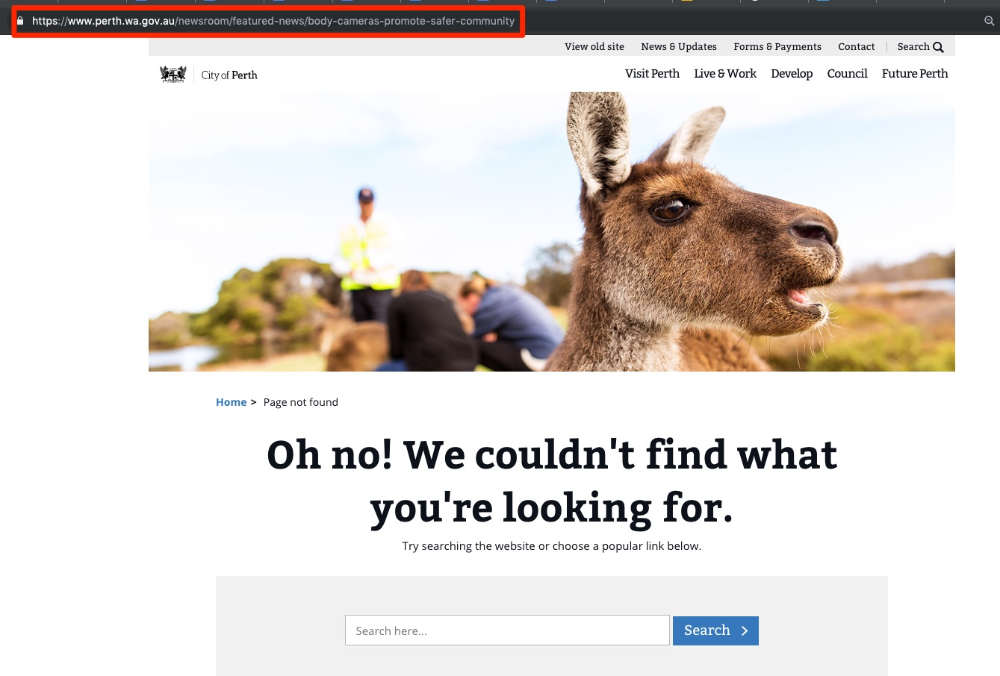 https://www.perth.wa.gov.au/newsroom/featured-news/body-cameras-promote-safer-community
View old site News & Updates Forms & Payments Contact Search
City of Perth
Visit Perth Live & Work Develop Council Future Perth
Home > Page not found
Oh no! We couldn't find what
you're looking for.
Try searching the website or choose a popular link below.
Search here...
Search